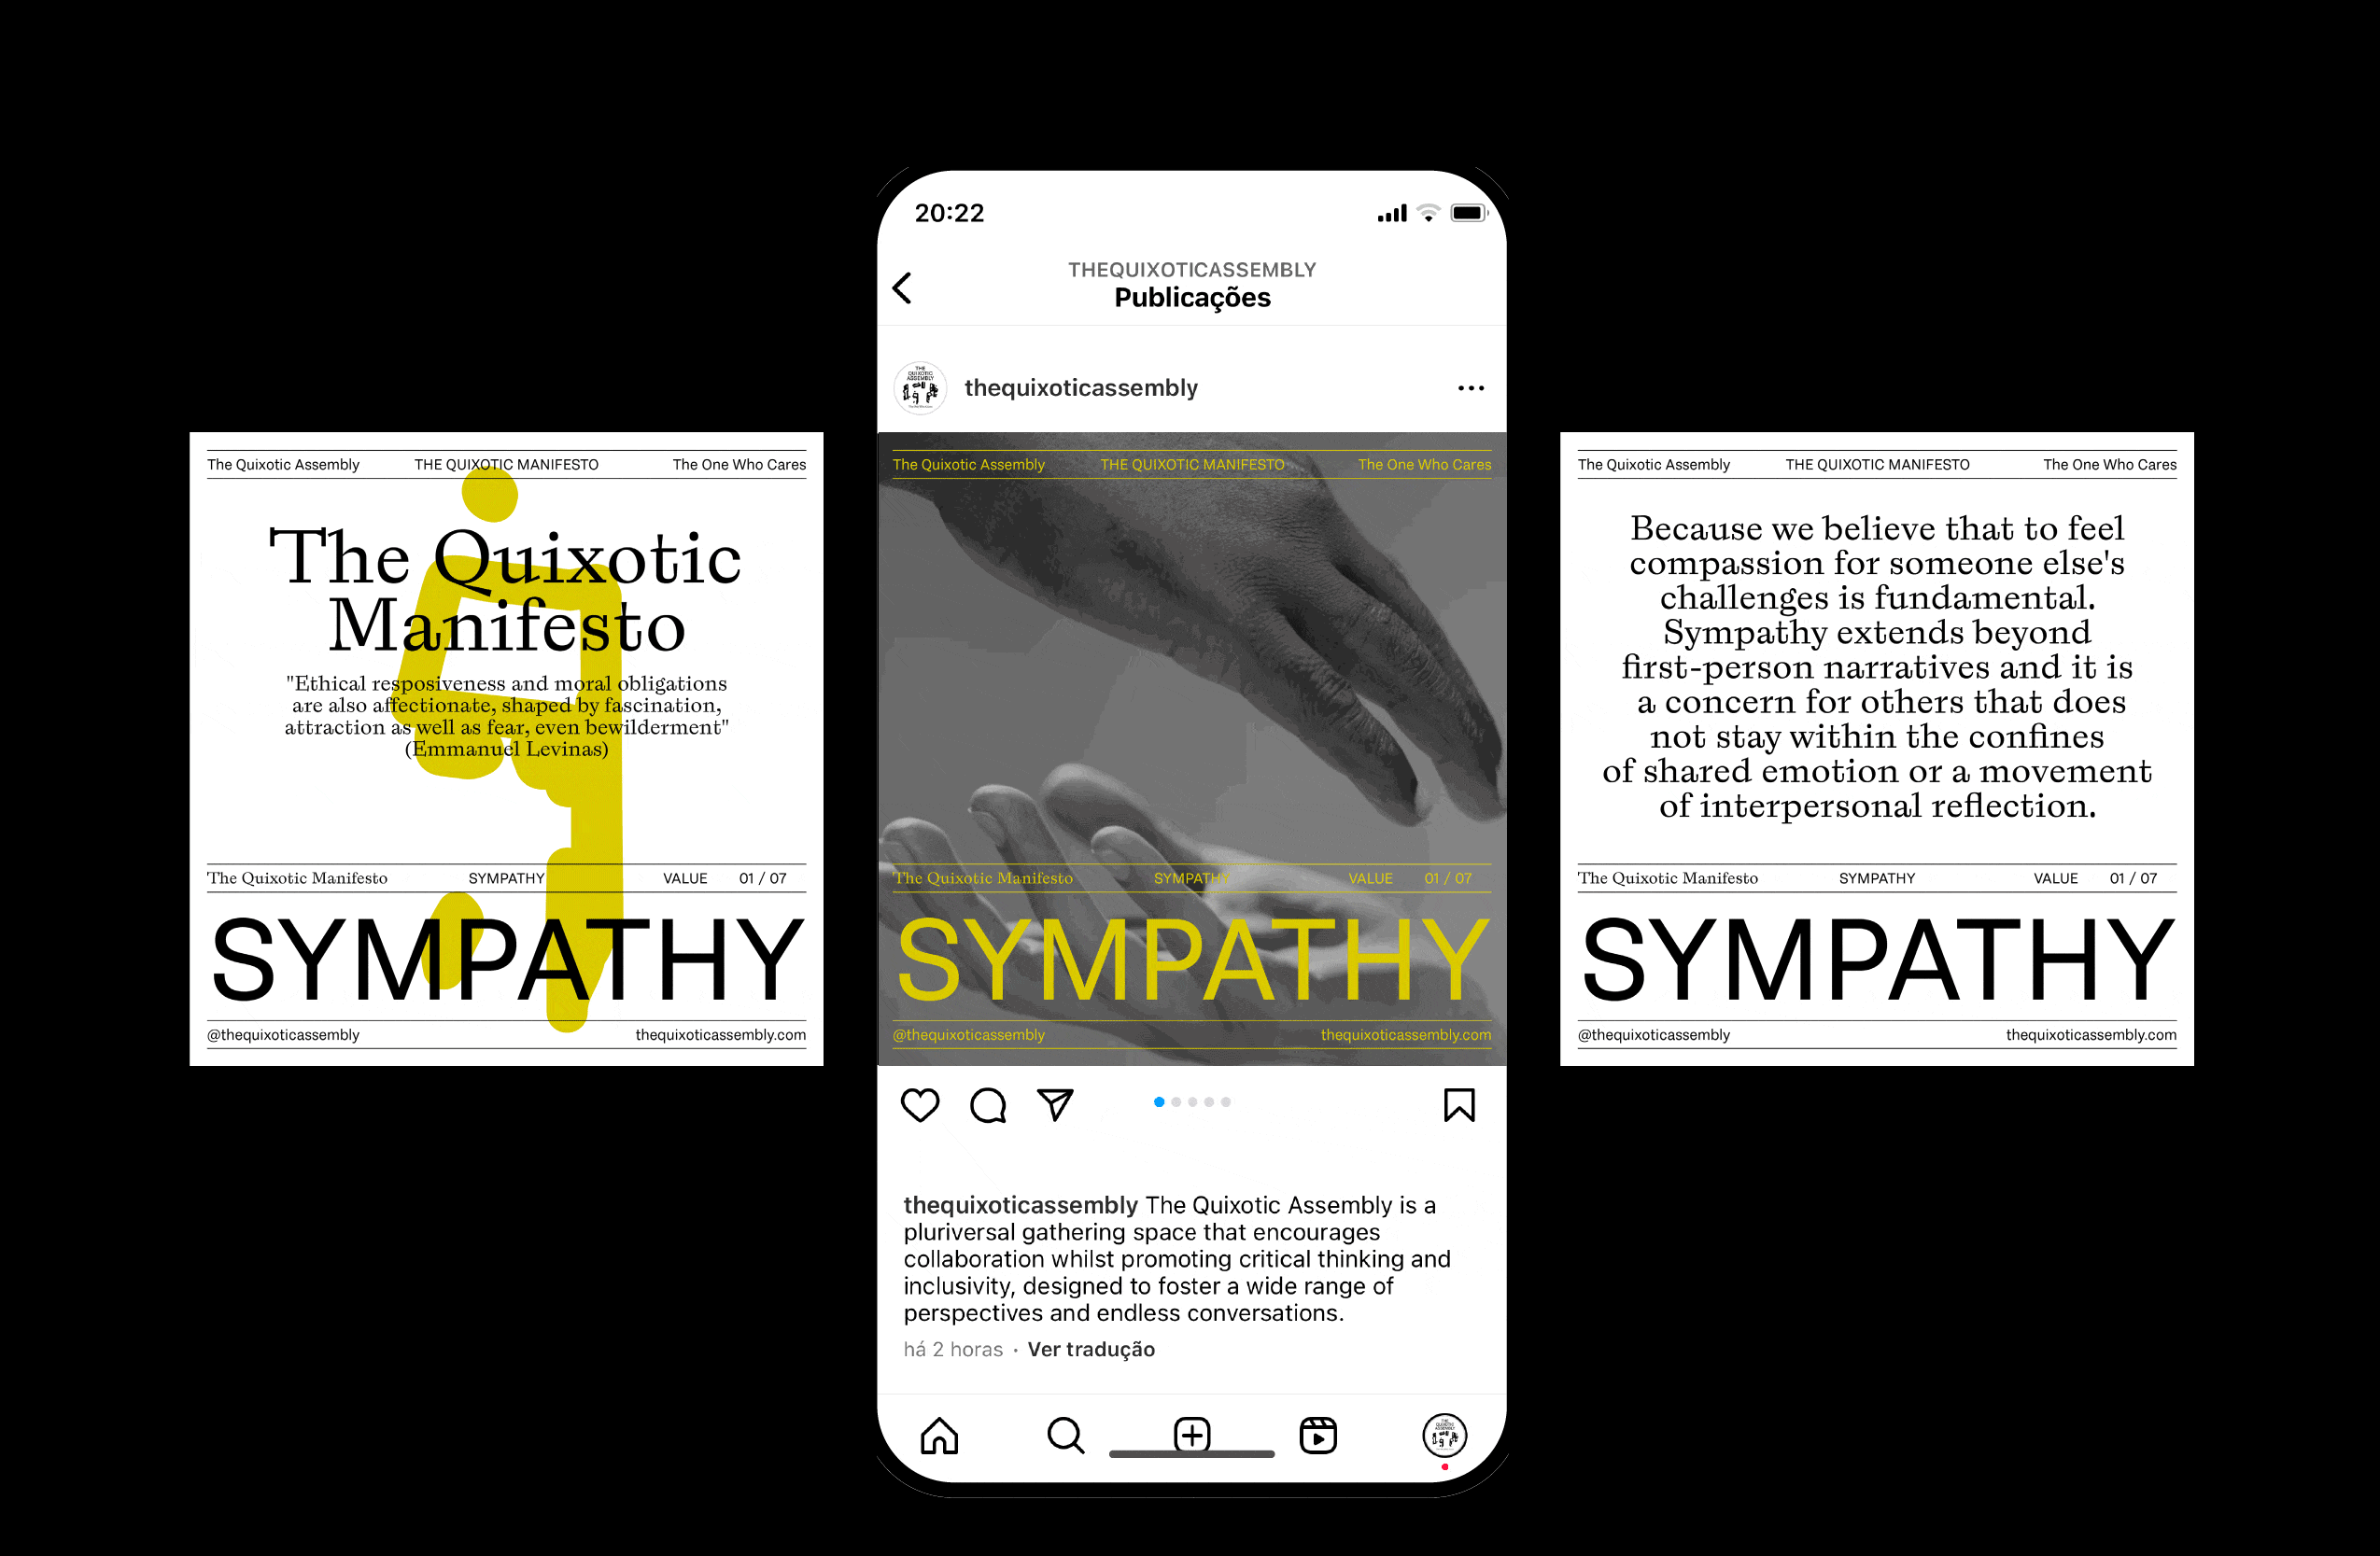 The Quixotic Assembly THE QUIXOTIC MANIFESTO The One Who Cares
The Quixotic
Manifesto
"Ethical resposiveness and moral obligations
are also affectionate, shaped by fascination,
attraction as well as fear, even bewilderment"
(Emmanuel Levinas)
The Quixotic Manifesto SYMPATHY VALUE 01 / 07
SYMPATHY
@thequixoticassembly thequixoticassembly.com
20:22
THEQUIXOTICASSEMBLY
Publicações
THE
QUIXOTIC
ASSEMBLY
thequixoticassembly
The Quixotic Assembly THE QUIXOTIC MANIFESTO The One Who Cares
The Quixotic Manifesto SYMPATHY VALUE 01 / 07
SYMPATHY
@thequixoticassembly thequixoticassembly.com
thequixoticassembly The Quixotic Assembly is a
pluriversal gathering space that encourages
collaboration whilst promoting critical thinking and
inclusivity, designed to foster a wide range of
perspectives and endless conversations.
há 2 horas • Ver tradução
The Quixotic Assembly THE QUIXOTIC MANIFESTO The One Who Cares
Because we believe that to feel
compassion for someone else's
challenges is fundamental.
Sympathy extends beyond
first-person narratives and it is
a concern for others that does
not stay within the confines
of shared emotion or a movement
of interpersonal reflection.
The Quixotic Manifesto SYMPATHY VALUE 01 / 07
SYMPATHY
@thequixoticassembly thequixoticassembly.com